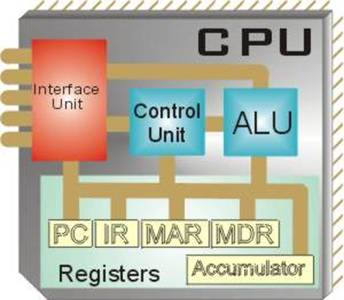 CPU
Interface
Unit
Control
Unit
ALU
PC IR MAR MDR
Accumulator
Registers